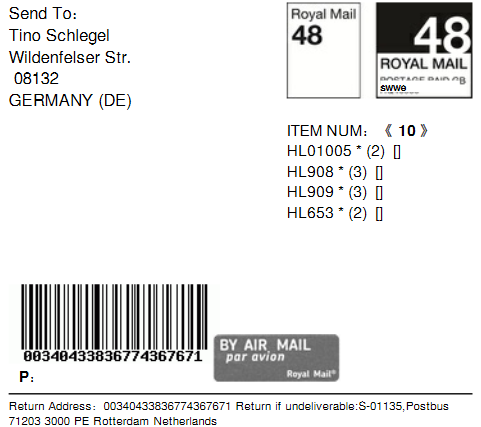 Send To：
Tino Schlegel
Wildenfelser Str.
08132
GERMANY (DE)
Royal Mail
48
48
ROYAL MAIL
POSTAGE PAID GB
swwe
ITEM NUM：《 10 》
HL01005 * (2) []
HL908 * (3) []
HL909 * (3) []
HL653 * (2) []
00340433836774367671
P：
BY AIR MAIL
par avion
Royal Mail®
Return Address：00340433836774367671 Return if undeliverable:S-01135,Postbus
71203 3000 PE Rotterdam Netherlands